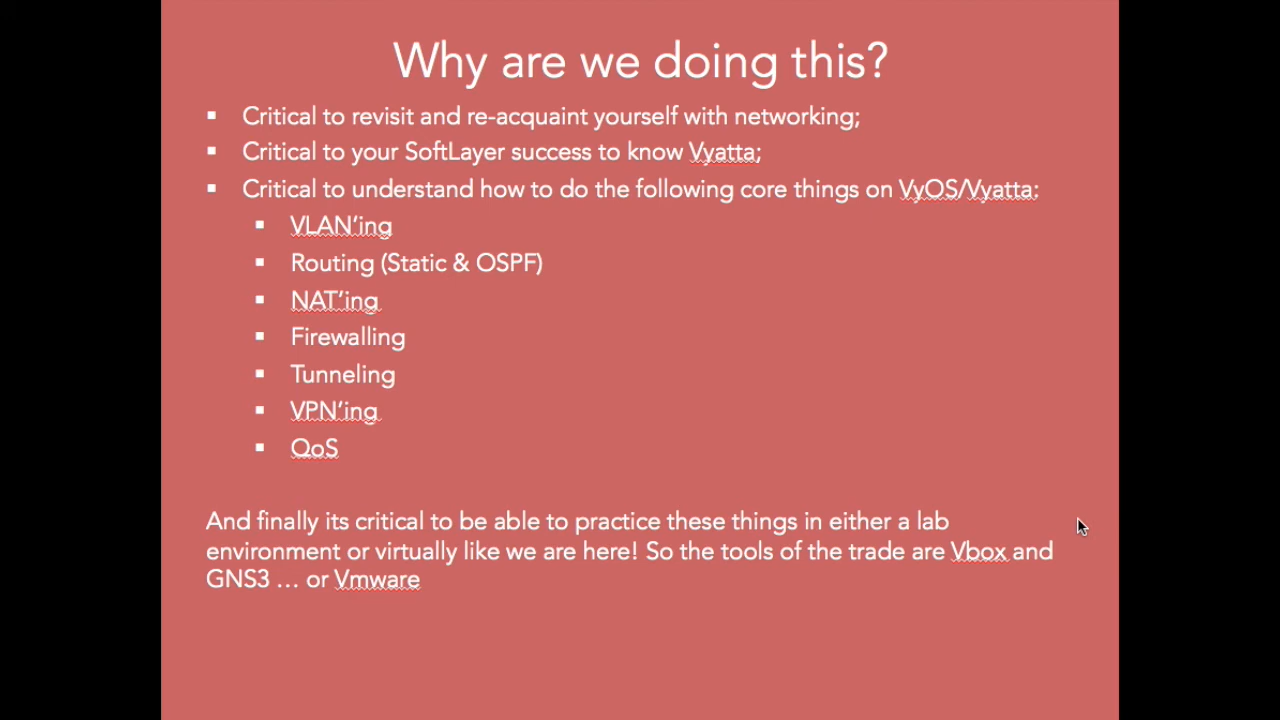 Why are we doing this?
▪ Critical to revisit and re-acquaint yourself with networking;
▪ Critical to your SoftLayer success to know Vyatta;
▪ Critical to understand how to do the following core things on VyOS/Vyatta:
▪ VLAN’ing
▪ Routing (Static & OSPF)
▪ NAT’ing
▪ Firewalling
▪ Tunneling
▪ VPN’ing
▪ QoS
And finally its critical to be able to practice these things in either a lab
environment or virtually like we are here! So the tools of the trade are Vbox and
GNS3 … or Vmware